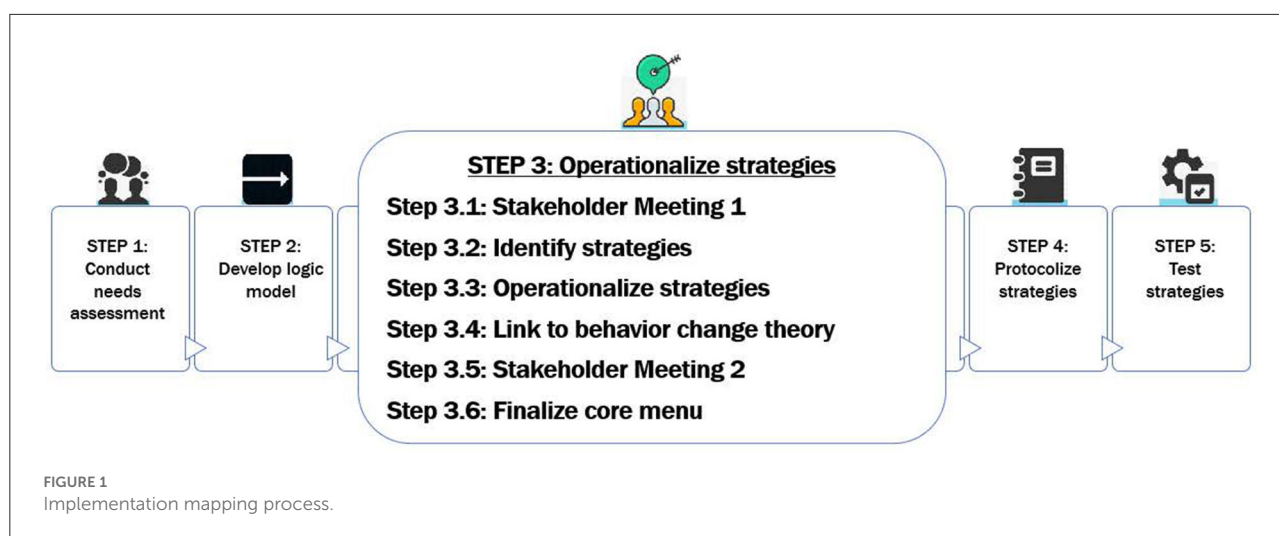 STEP 1:
Conduct
needs
assessment
STEP 2:
Develop logic
model
STEP 3: Operationalize strategies
Step 3.1: Stakeholder Meeting 1
Step 3.2: Identify strategies
Step 3.3: Operationalize strategies
Step 3.4: Link to behavior change theory
Step 3.5: Stakeholder Meeting 2
Step 3.6: Finalize core menu
STEP 4:
Protocolize
strategies
STEP 5:
Test
strategies
FIGURE 1
Implementation mapping process.